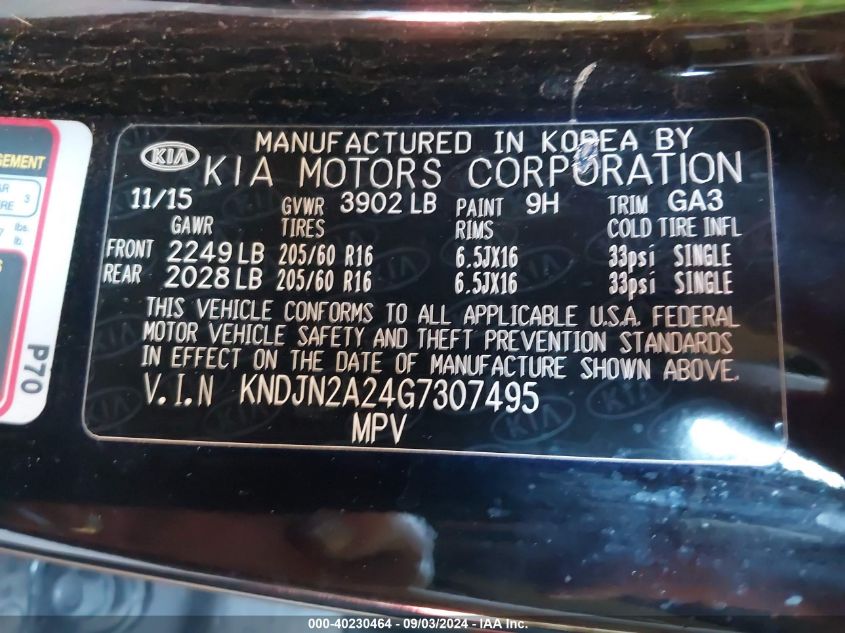 GEMENT
3
lbs.
lb.
P70
KIA
MANUFACTURED IN KOREA BY
KIA MOTORS CORPORATION
11/15 GVWR 3902 LB PAINT 9H TRIM GA3
GAWR TIRES RIMS COLD TIRE INFL
FRONT 2249 LB 205/60 R16 6.5JX16 33psi SINGLE
REAR 2028 LB 205/60 R16 6.5JX16 33psi SINGLE
THIS VEHICLE CONFORMS TO ALL APPLICABLE U.S.A. FEDERAL
MOTOR VEHICLE SAFETY AND THEFT PREVENTION STANDARDS
IN EFFECT ON THE DATE OF MANUFACTURE SHOWN ABOVE.
V.I.N KNDJN2A24G7307495
MPV
000-40230464 - 09/03/2024 - IAA Inc.